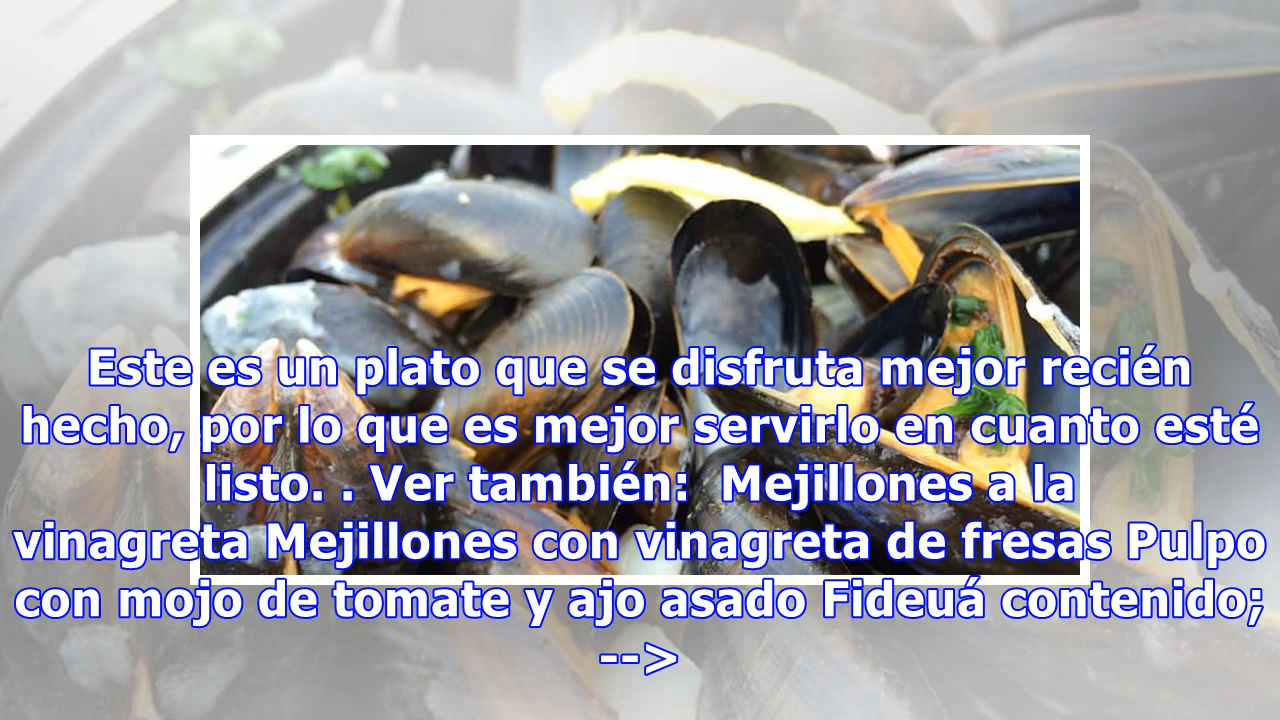 Este es un plato que se disfruta mejor recién
hecho, por lo que es mejor servirlo en cuanto esté
listo. . Ver también:  Mejillones a la
vinagreta Mejillones con vinagreta de fresas Pulpo
con mojo de tomate y ajo asado Fideuá contenido;
-->